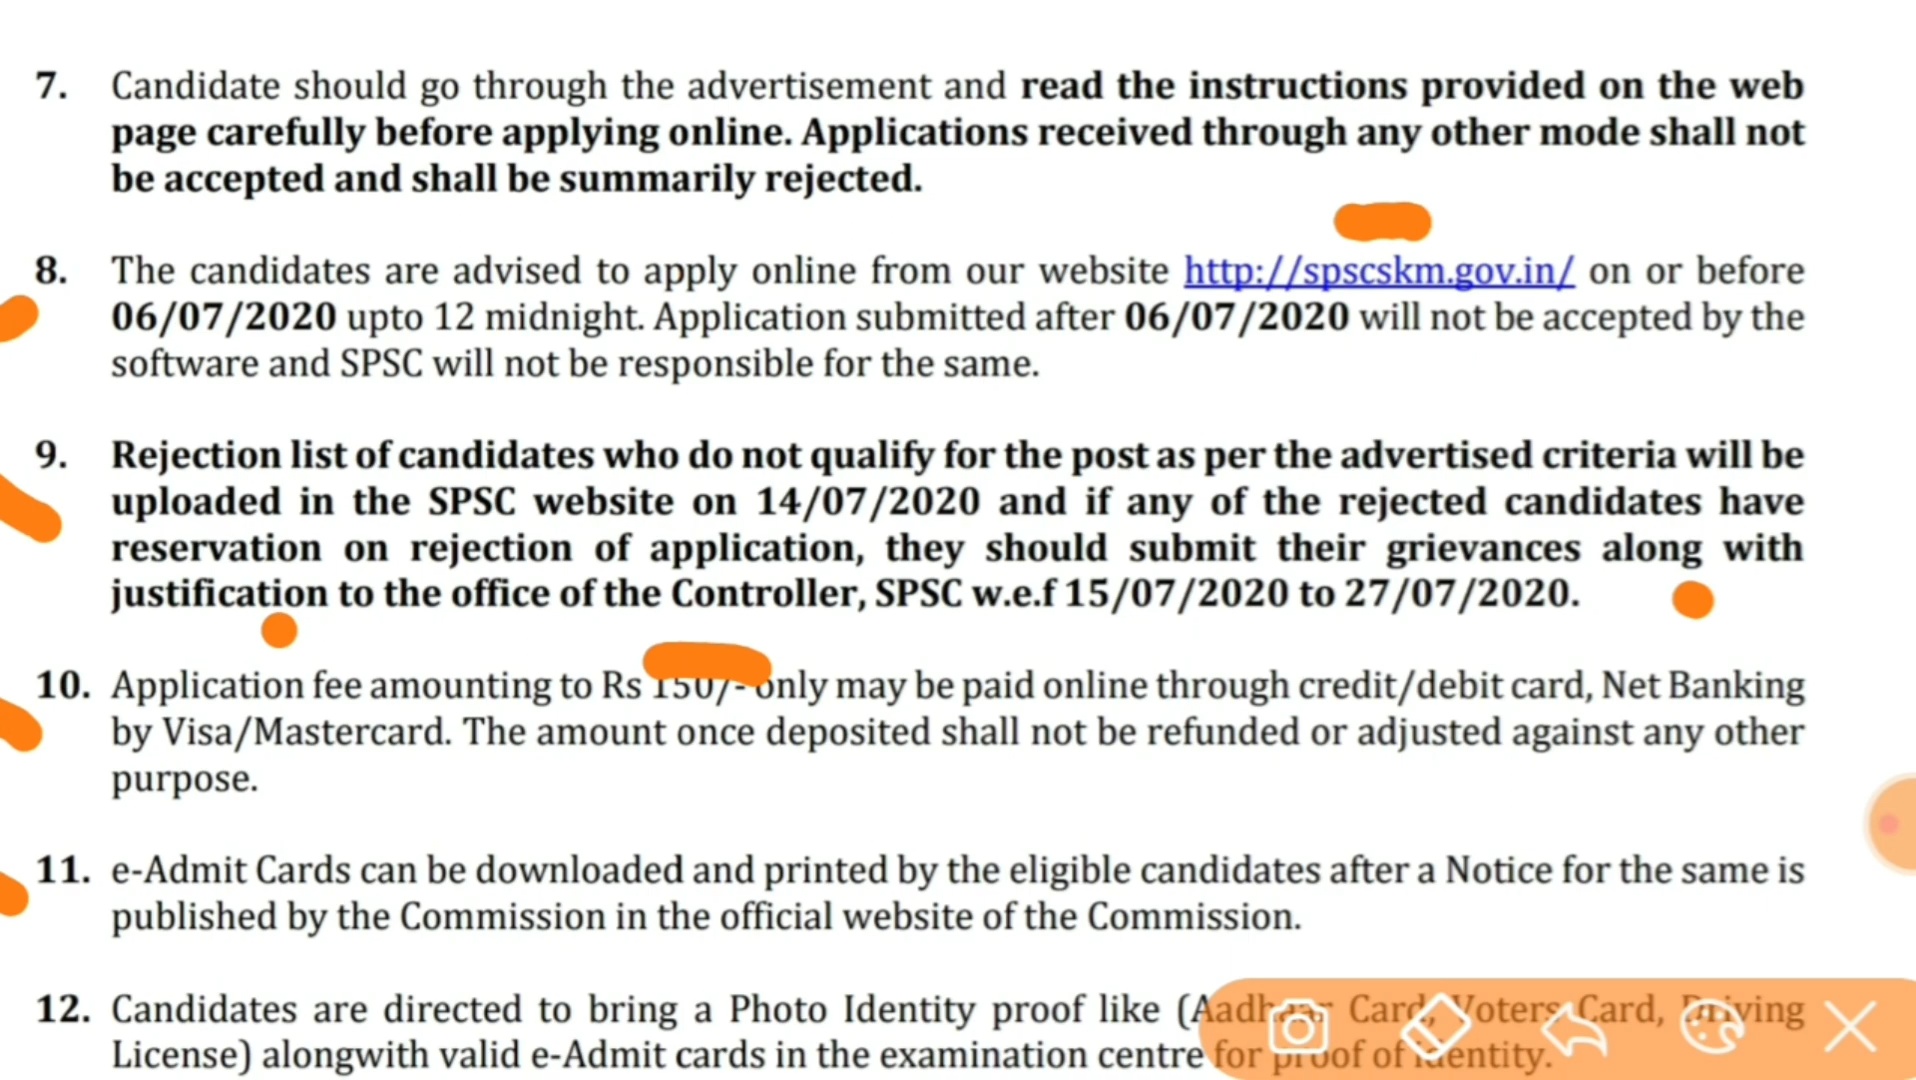 7. Candidate should go through the advertisement and read the instructions provided on the web
page carefully before applying online. Applications received through any other mode shall not
be accepted and shall be summarily rejected.
8. The candidates are advised to apply online from our website http://spscskm.gov.in/ on or before
06/07/2020 upto 12 midnight. Application submitted after 06/07/2020 will not be accepted by the
software and SPSC will not be responsible for the same.
9. Rejection list of candidates who do not qualify for the post as per the advertised criteria will be
uploaded in the SPSC website on 14/07/2020 and if any of the rejected candidates have
reservation on rejection of application, they should submit their grievances along with
justification to the office of the Controller, SPSC w.e.f 15/07/2020 to 27/07/2020.
10. Application fee amounting to Rs 150/- only may be paid online through credit/debit card, Net Banking
by Visa/Mastercard. The amount once deposited shall not be refunded or adjusted against any other
purpose.
11. e-Admit Cards can be downloaded and printed by the eligible candidates after a Notice for the same is
published by the Commission in the official website of the Commission.
12. Candidates are directed to bring a Photo Identity proof like (Aadhaar Card, Voters Card, Driving
License) alongwith valid e-Admit cards in the examination centre for proof of identity.